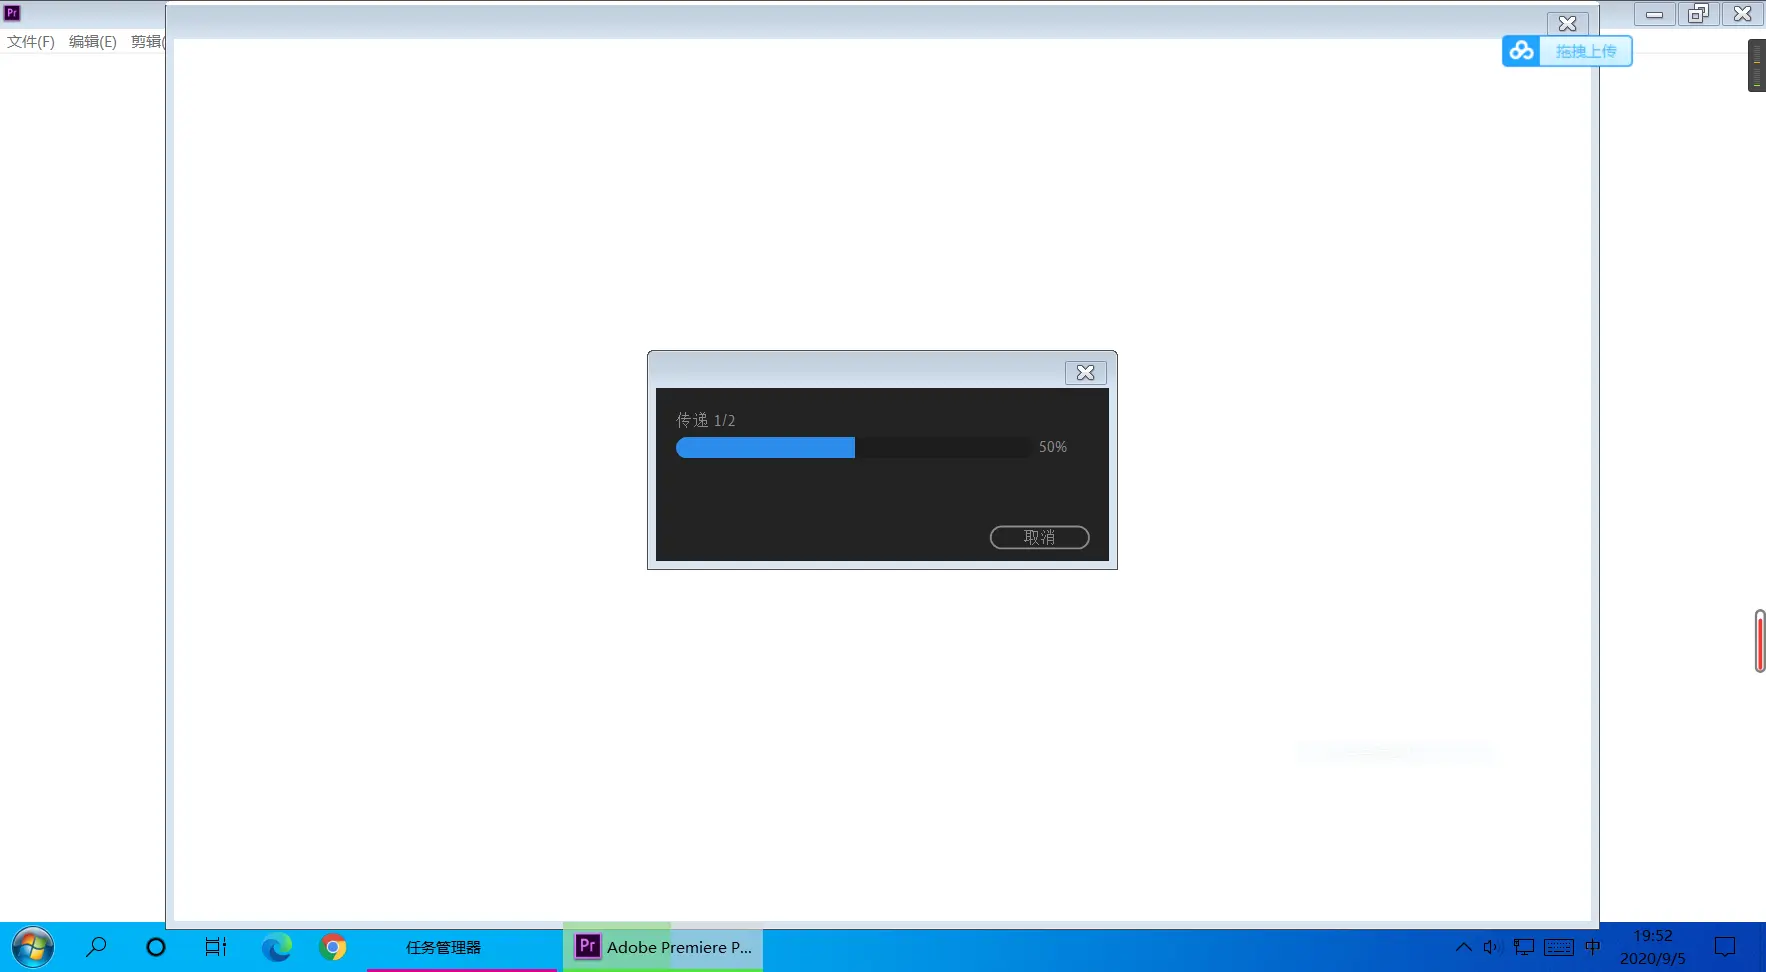 Pr
文件(F) 编辑(E) 剪辑(
拖拽上传
传递 1/2
50%
取消
任务管理器
Pr Adobe Premiere P...
中
19:52
2020/9/5